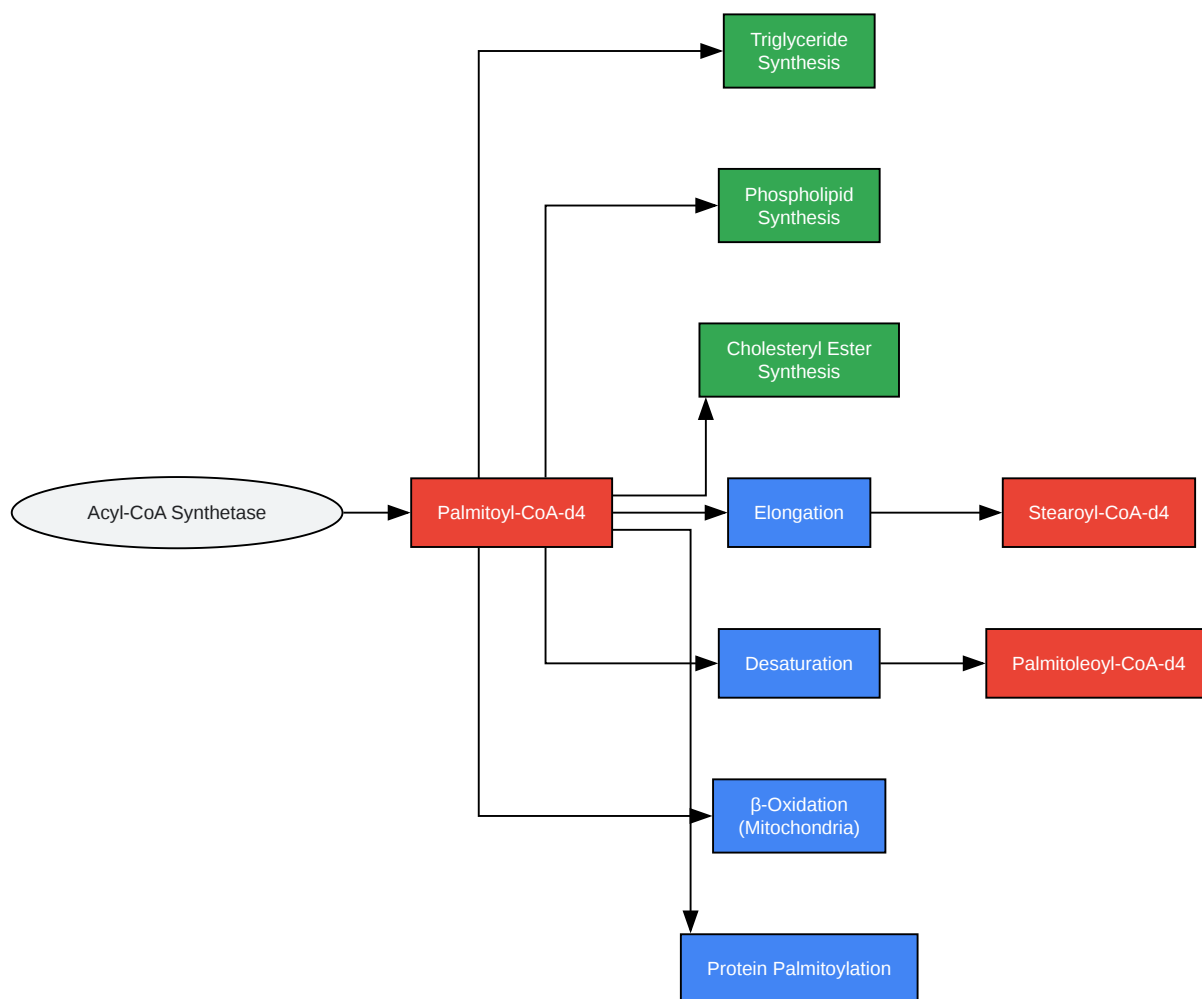 Triglyceride
Synthesis
Phospholipid
Synthesis
Cholesteryl Ester
Synthesis
Acyl-CoA Synthetase
Palmitoyl-CoA-d4
Elongation
Stearoyl-CoA-d4
Desaturation
Palmitoleoyl-CoA-d4
β-Oxidation
(Mitochondria)
Protein Palmitoylation